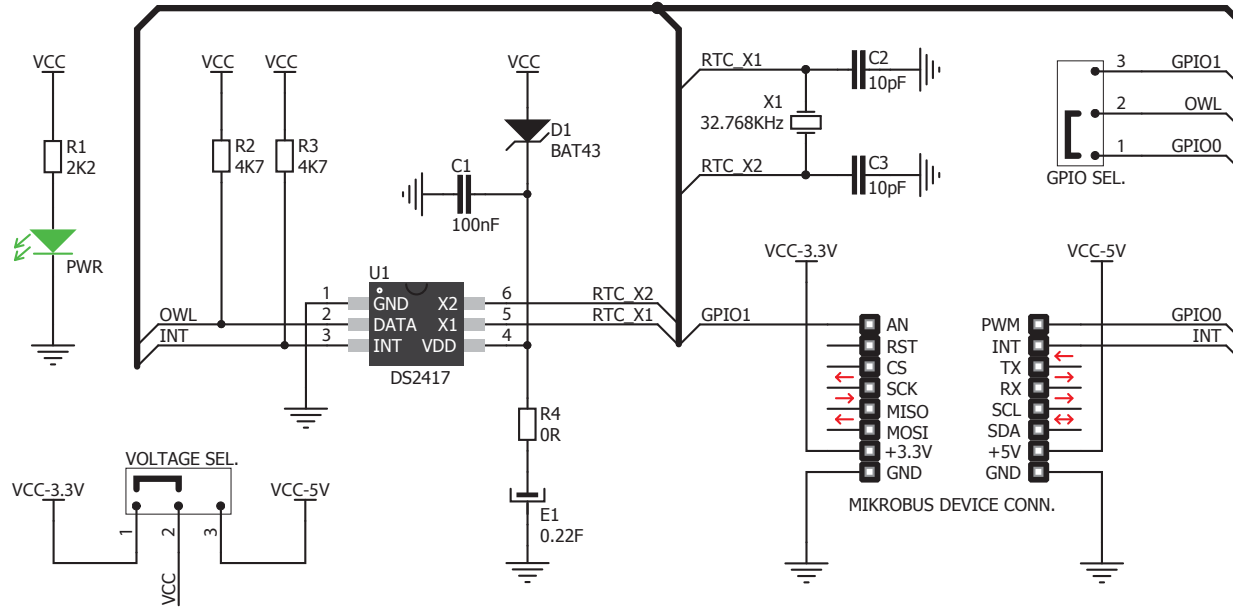 VCC
R1
2K2
PWR
VCC
VCC
R2
4K7
R3
4K7
OWL
INT
VCC
D1
BAT43
C1
100nF
U1
1
2
3
GND
DATA
INT
X2
X1
VDD
6
5
4
DS2417
RTC_X2
RTC_X1
R4
0R
E1
0.22F
VOLTAGE SEL.
VCC-3.3V
VCC-5V
1
2
3
VCC
RTC_X1
C2
10pF
X1
32.768KHz
RTC_X2
C3
10pF
3
GPIO1
2
OWL
1
GPIO0
GPIO SEL.
VCC-3.3V
VCC-5V
GPIO1
AN
RST
CS
SCK
MISO
MOSI
+3.3V
GND
PWM
INT
TX
RX
SCL
SDA
+5V
GND
GPIO0
INT
MIKROBUS DEVICE CONN.